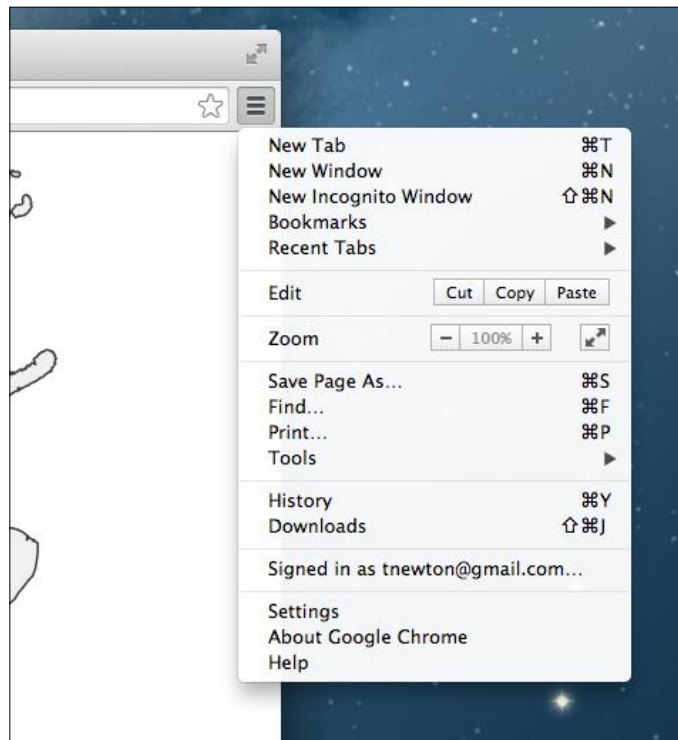 New Tab ⌘T
New Window ⌘N
New Incognito Window ⇧⌘N
Bookmarks ▶
Recent Tabs ▶
Edit Cut Copy Paste
Zoom − 100% +
Save Page As... ⌘S
Find... ⌘F
Print... ⌘P
Tools ▶
History ⌘Y
Downloads ⇧⌘J
Signed in as tnewton@gmail.com...
Settings
About Google Chrome
Help